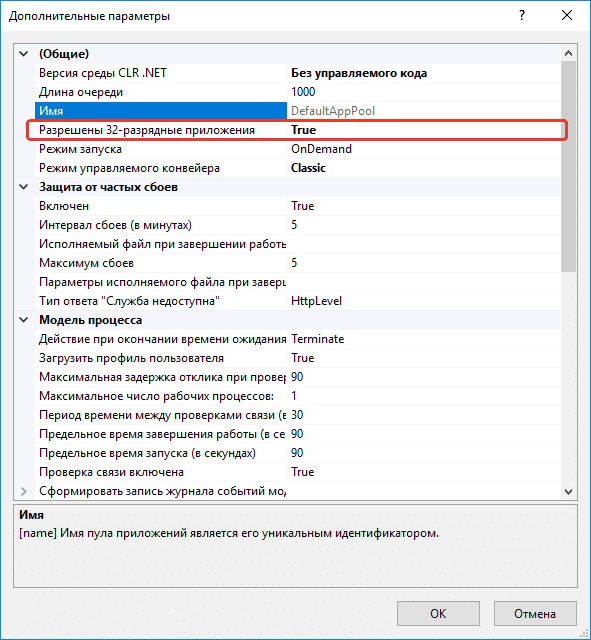 Дополнительные параметры
(Общие)
Версия среды CLR .NET Без управляемого кода
Длина очереди 1000
Имя DefaultAppPool
Разрешены 32-разрядные приложения True
Режим запуска OnDemand
Режим управляемого конвейера Classic
Защита от частых сбоев
Включен True
Интервал сбоев (в минутах) 5
Исполняемый файл при завершении работы
Максимум сбоев 5
Параметры исполняемого файла при заверш
Тип ответа "Служба недоступна" HttpLevel
Модель процесса
Действие при окончании времени ожидания Terminate
Загрузить профиль пользователя True
Максимальная задержка отклика при провер 90
Максимальное число рабочих процессов: 1
Период времени между проверками связи (в 30
Предельное время завершения работы (в се 90
Предельное время запуска (в секундах) 90
Проверка связи включена True
Сформировать запись журнала событий мод
Имя
[name] Имя пула приложений является его уникальным идентификатором.
ОК
Отмена